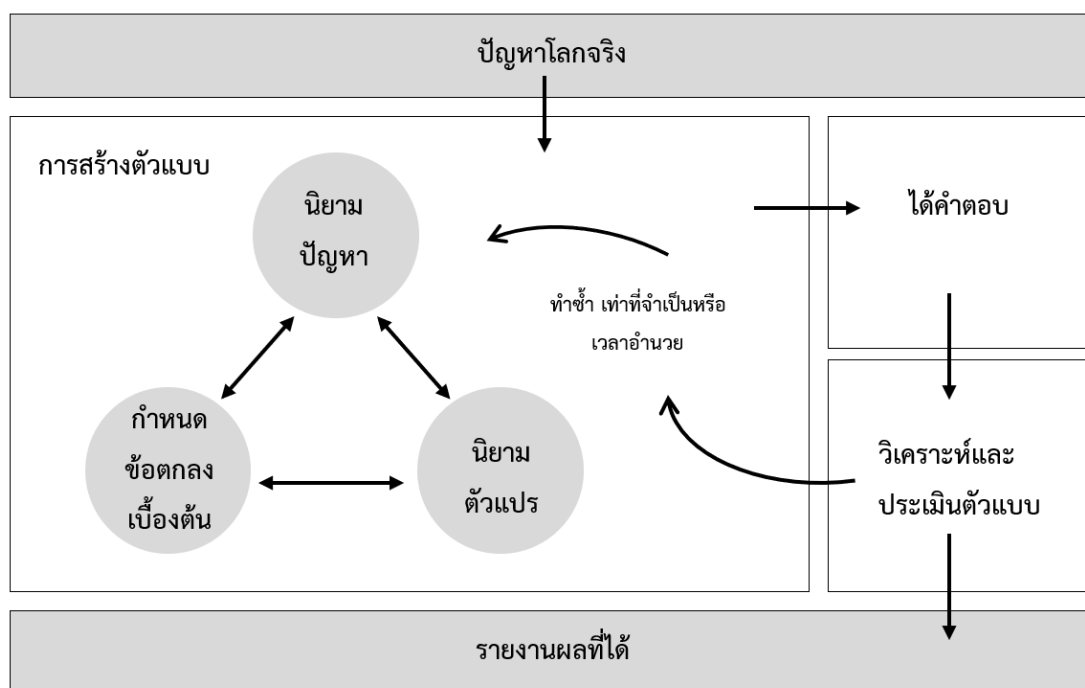 ปัญหาโลกจริง
การสร้างตัวแบบ
นิยาม
ปัญหา
ได้คำตอบ
ทำซ้ำ เท่าที่จำเป็นหรือ
เวลาอำนวย
กำหนด
ข้อตกลง
เบื้องต้น
นิยาม
ตัวแปร
วิเคราะห์และ
ประเมินตัวแบบ
รายงานผลที่ได้